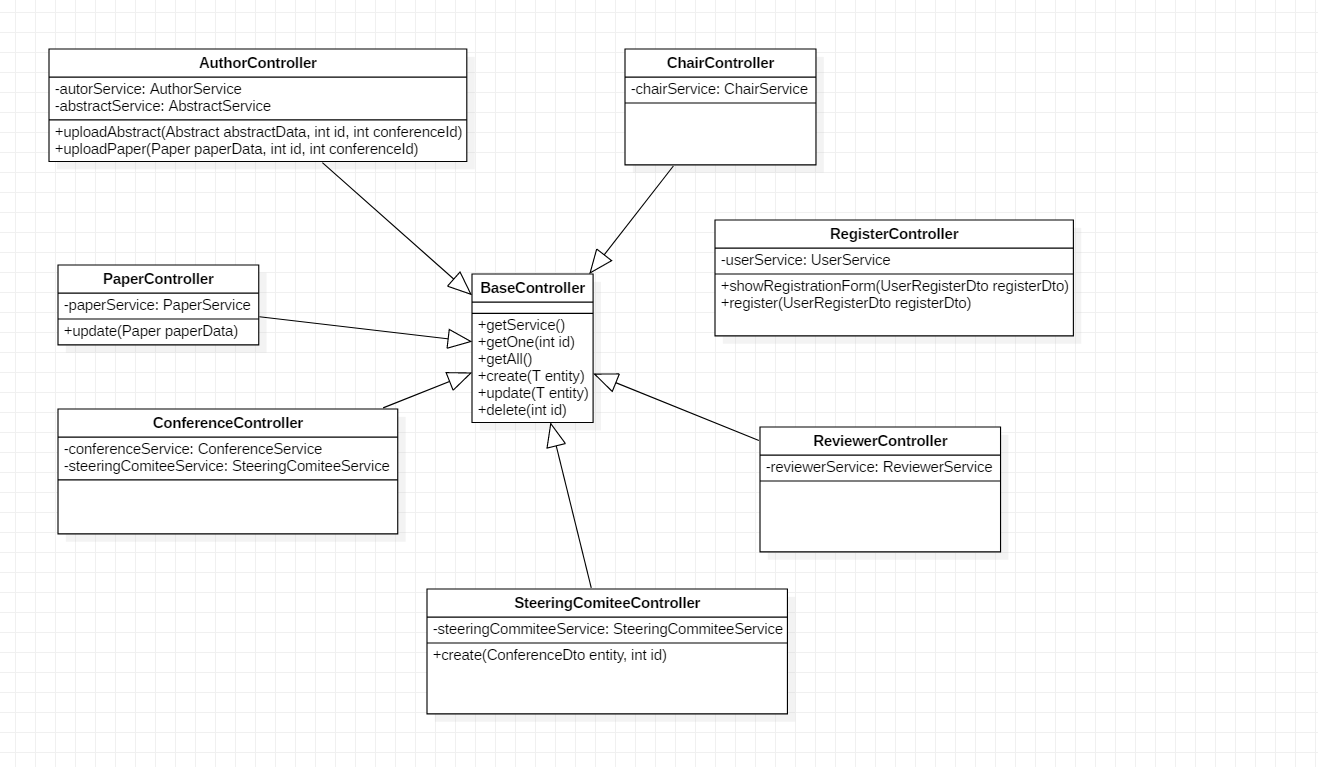 AuthorController
-autorService: AuthorService
-abstractService: AbstractService
+uploadAbstract(Abstract abstractData, int id, int conferenceId)
+uploadPaper(Paper paperData, int id, int conferenceId)
ChairController
-chairService: ChairService
RegisterController
-userService: UserService
+showRegistrationForm(UserRegisterDto registerDto)
+register(UserRegisterDto registerDto)
PaperController
-paperService: PaperService
+update(Paper paperData)
BaseController
+getService()
+getOne(int id)
+getAll()
+create(T entity)
+update(T entity)
+delete(int id)
ConferenceController
-conferenceService: ConferenceService
-steeringComiteeService: SteeringComiteeService
ReviewerController
-reviewerService: ReviewerService
SteeringComiteeController
-steeringCommiteeService: SteeringCommiteeService
+create(ConferenceDto entity, int id)